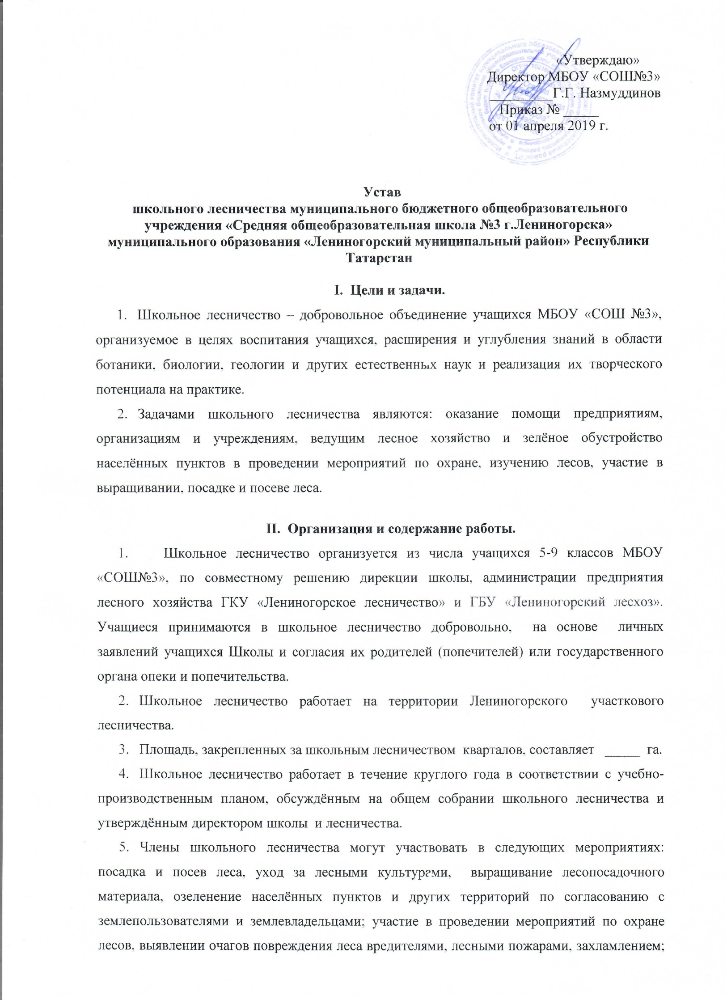 «Утверждаю»
Директор МБОУ «СОШ№3»
_________Г.Г. Назмуддинов
Приказ № _____
от 01 апреля 2019 г.
Устав
школьного лесничества муниципального бюджетного общеобразовательного
учреждения «Средняя общеобразовательная школа №3 г.Лениногорска»
муниципального образования «Лениногорский муниципальный район» Республики
Татарстан
I. Цели и задачи.
1. Школьное лесничество – добровольное объединение учащихся МБОУ «СОШ №3»,
организуемое в целях воспитания учащихся, расширения и углубления знаний в области
ботаники, биологии, геологии и других естественных наук и реализация их творческого
потенциала на практике.
2. Задачами школьного лесничества являются: оказание помощи предприятиям,
организациям и учреждениям, ведущим лесное хозяйство и зелёное обустройство
населённых пунктов в проведении мероприятий по охране, изучению лесов, участие в
выращивании, посадке и посеве леса.
II. Организация и содержание работы.
1. Школьное лесничество организуется из числа учащихся 5-9 классов МБОУ
«СОШ№3», по совместному решению дирекции школы, администрации предприятия
лесного хозяйства ГКУ «Лениногорское лесничество» и ГБУ «Лениногорский лесхоз».
Учащиеся принимаются в школьное лесничество добровольно, на основе личных
заявлений учащихся Школы и согласия их родителей (попечителей) или государственного
органа опеки и попечительства.
2. Школьное лесничество работает на территории Лениногорского участкового
лесничества.
3. Площадь, закрепленных за школьным лесничеством кварталов, составляет _____ га.
4. Школьное лесничество работает в течение круглого года в соответствии с учебно-
производственным планом, обсуждённым на общем собрании школьного лесничества и
утверждённым директором школы и лесничества.
5. Члены школьного лесничества могут участвовать в следующих мероприятиях:
посадка и посев леса, уход за лесными культурами, выращивание лесопосадочного
материала, озеленение населённых пунктов и других территорий по согласованию с
землепользователями и землевладельцами; участие в проведении мероприятий по охране
лесов, выявлении очагов повреждения леса вредителями, лесными пожарами, захламлением;